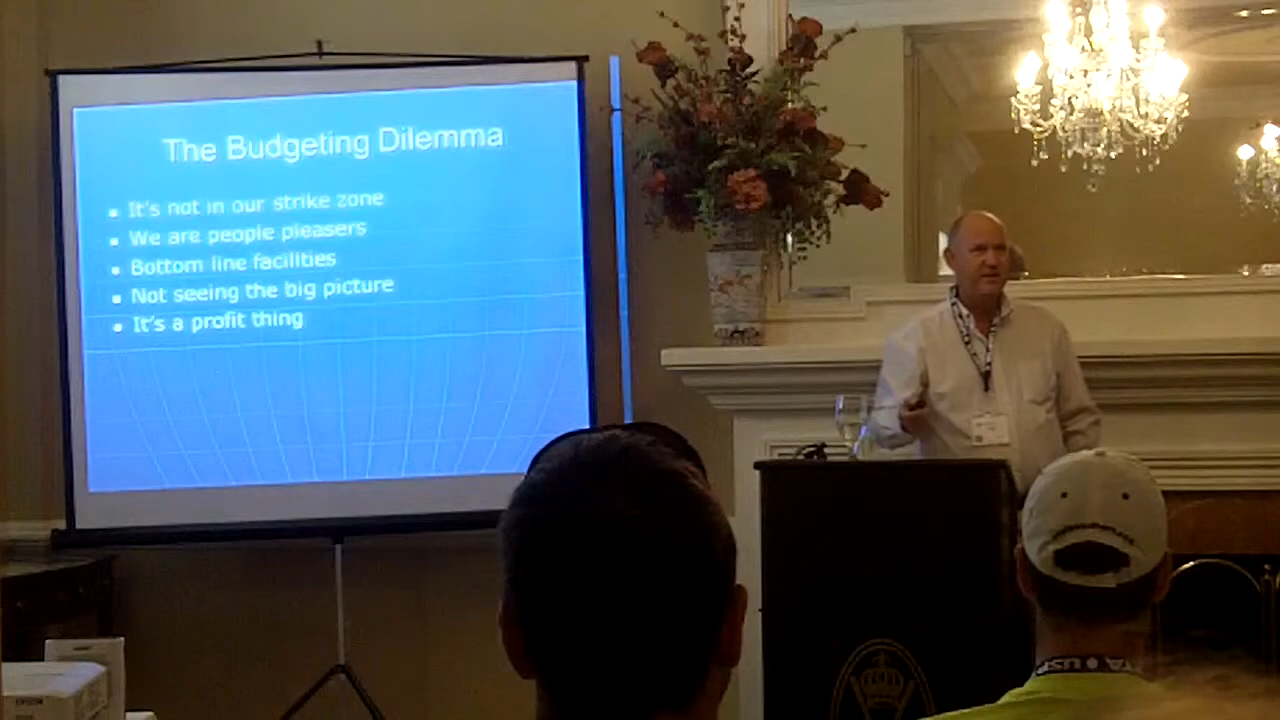 The Budgeting Dilemma
It's not in our strike zone
We are people pleasers
Bottom line facilities
Not seeing the big picture
It's a profit thing
EPSON